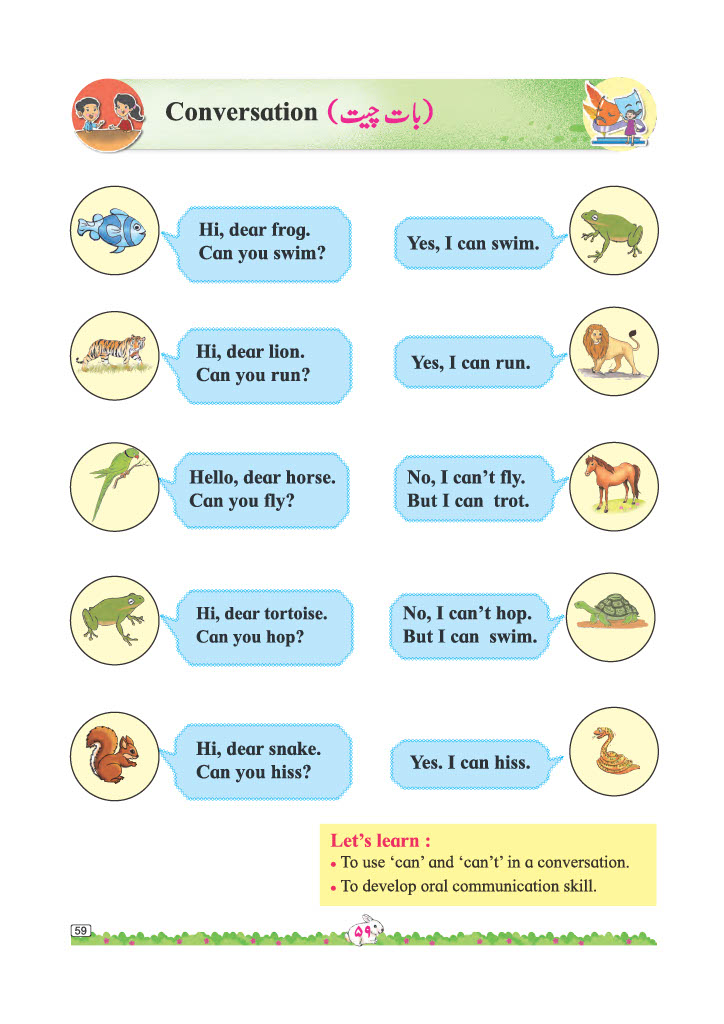 Conversation (بات چیت)
Hi, dear frog.
Can you swim?
Yes, I can swim.
Hi, dear lion.
Can you run?
Yes, I can run.
Hello, dear horse.
Can you fly?
No, I can’t fly.
But I can trot.
Hi, dear tortoise.
Can you hop?
No, I can’t hop.
But I can swim.
Hi, dear snake.
Can you hiss?
Yes. I can hiss.
Let’s learn :
• To use ‘can’ and ‘can’t’ in a conversation.
• To develop oral communication skill.
59
۵۹